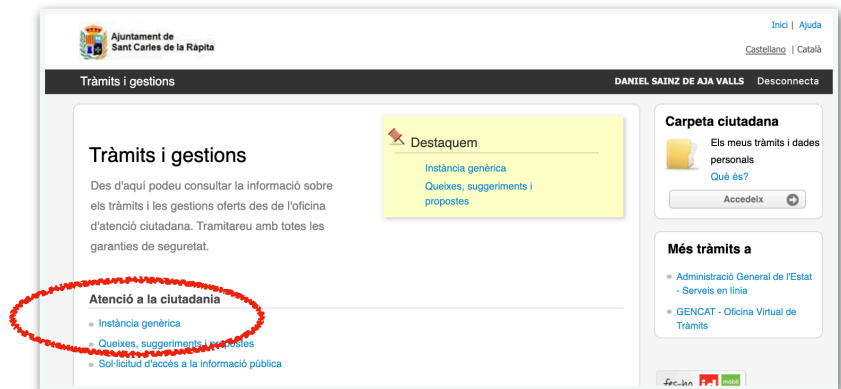 Inici | Ajuda
Ajuntament de
Sant Carles de la Ràpita
Castellano | Català
Tràmits i gestions
DANIEL SAINZ DE AJA VALLS Desconnecta
Tràmits i gestions
Des d'aquí podeu consultar la informació sobre
els tràmits i les gestions oferts des de l'oficina
d'atenció ciutadana. Tramitareu amb totes les
garanties de seguretat.
Destaquem
Instància genèrica
Queixes, suggeriments i
propostes
Atenció a la ciutadania
Instància genèrica
Queixes, suggeriments i propostes
Sol·licitud d'accés a la informació pública
Carpeta ciutadana
Els meus tràmits i dades
personals
Què és?
Accedeix
Més tràmits a
Administració General de l'Estat
- Serveis en línia
GENCAT - Oficina Virtual de
Tràmits
fes-ho id mòbil